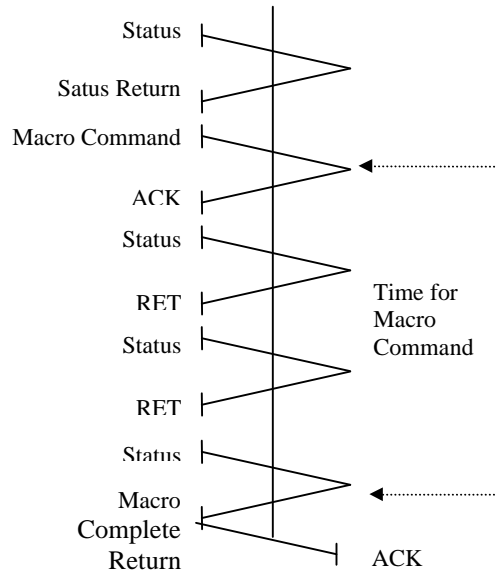 Status
Satus Return
Macro Command
ACK
Status
RET
Time for
Macro
Command
Status
RET
Status
Macro
Complete
Return
ACK